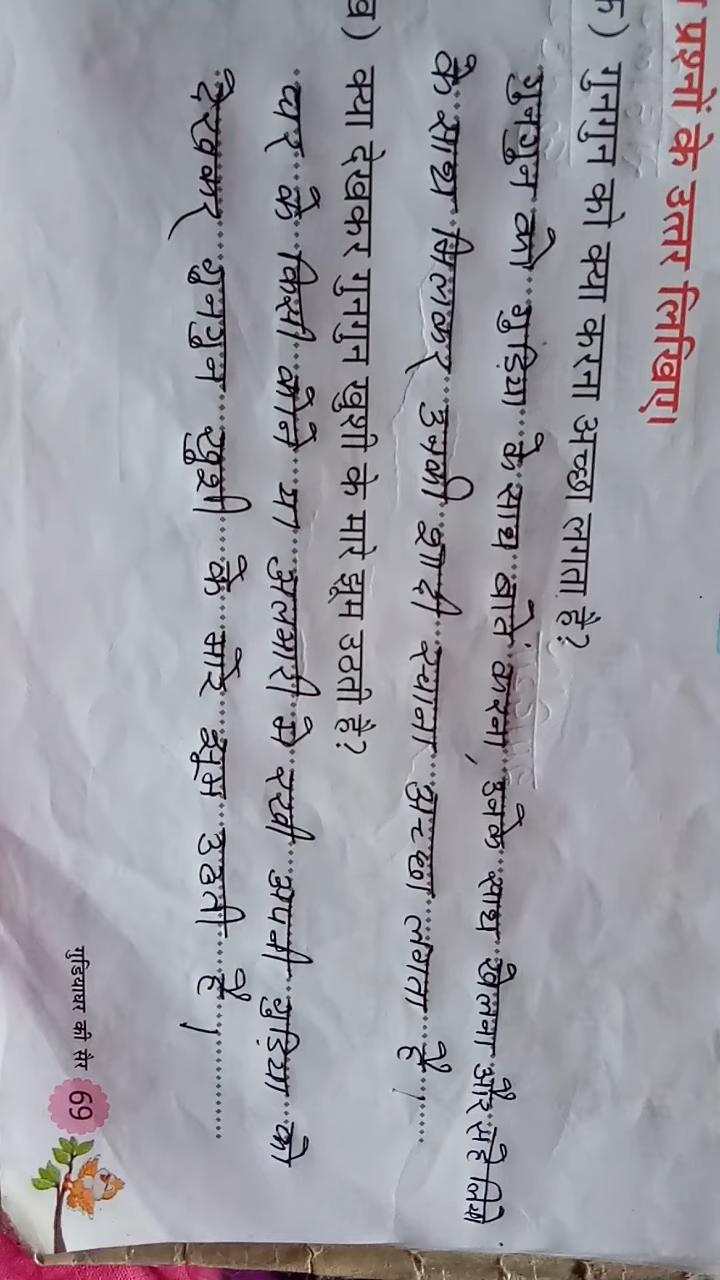 प्रश्नों के उत्तर लिखिए।
) गुनगुन को क्या करना अच्छा लगता है?
गुनगुन को गुड़िया के साथ बाते करना, उनके साथ खेलना और सहेलियो
के साथ मिलकर उनकी शादी रचाना अच्छा लगता है।
ख) क्या देखकर गुनगुन खुशी के मारे झूम उठती है?
घर के किसी कोने या अलमारी मे रखी अपनी गुड़िया को
देखकर गुनगुन खुशी के मारे झूम उठती है।
गुडियाघर की सैर 69